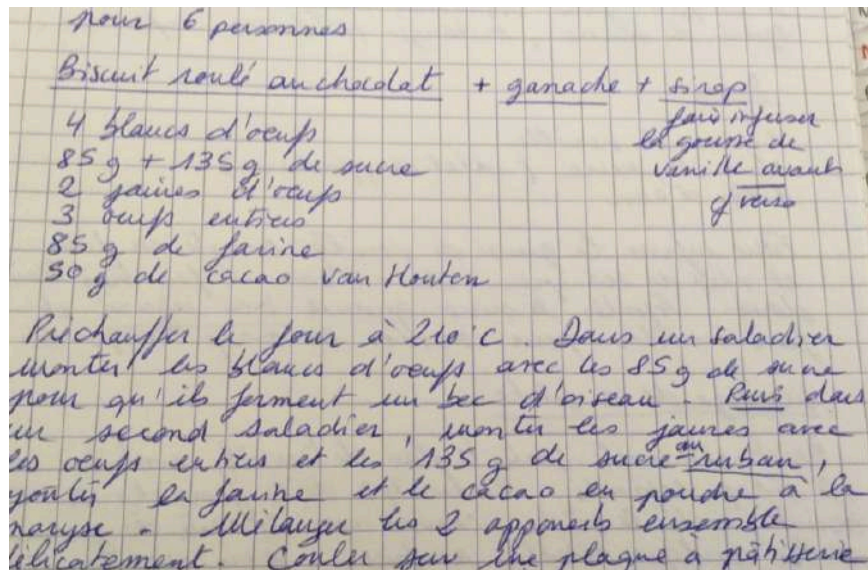 pour 6 personnes
Biscuit roulé au chocolat + ganache + sirop
faire infuser
4 blancs d'oeufs
la gousse de
85 g + 135 g de sucre
vanille avant
2 jaunes d'oeufs
3 oeufs entiers
85 g de farine
50 g de cacao Van Houten
Préchauffer le four à 210°C. Dans un saladier
monter les blancs d'oeufs avec les 85 g de sucre
pour qu'ils forment un bec d'oiseau. Puis dans
un second saladier, monter les jaunes avec
les oeufs entiers et les 135 g de sucre au ruban,
la farine et le cacao en poudre à la
maryse. Mélanger les 2 appareils ensemble
délicatement. Couler sur une plaque à pâtisserie